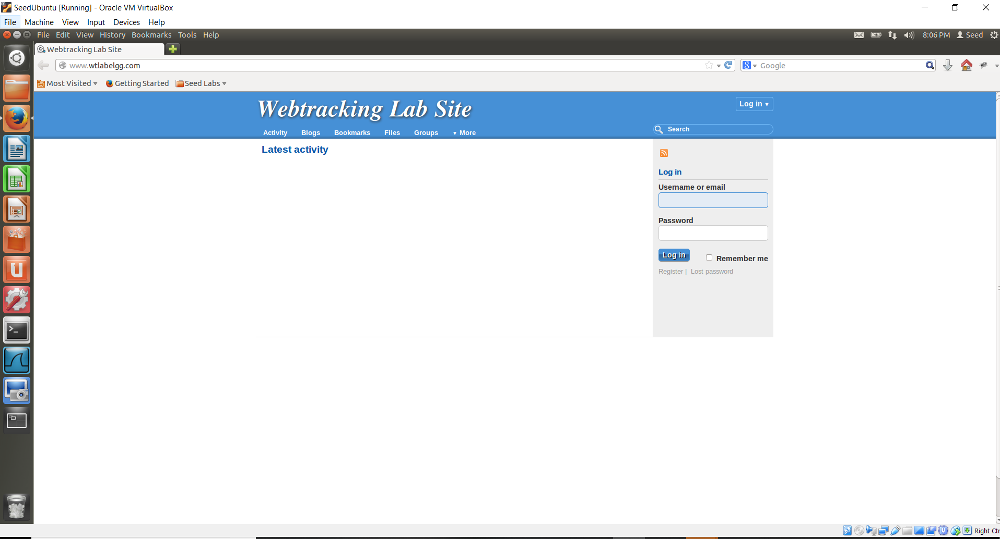 SeedUbuntu [Running] - Oracle VM VirtualBox
File Machine View Input Devices Help
File Edit View History Bookmarks Tools Help 8:06 PM Seed
Webtracking Lab Site
www.wtlabelgg.com Google
Most Visited Getting Started Seed Labs
Webtracking Lab Site
Log in
Search
Activity Blogs Bookmarks Files Groups More
Latest activity
Log in
Username or email
Password
Log in Remember me
Register | Lost password
Right Ctr